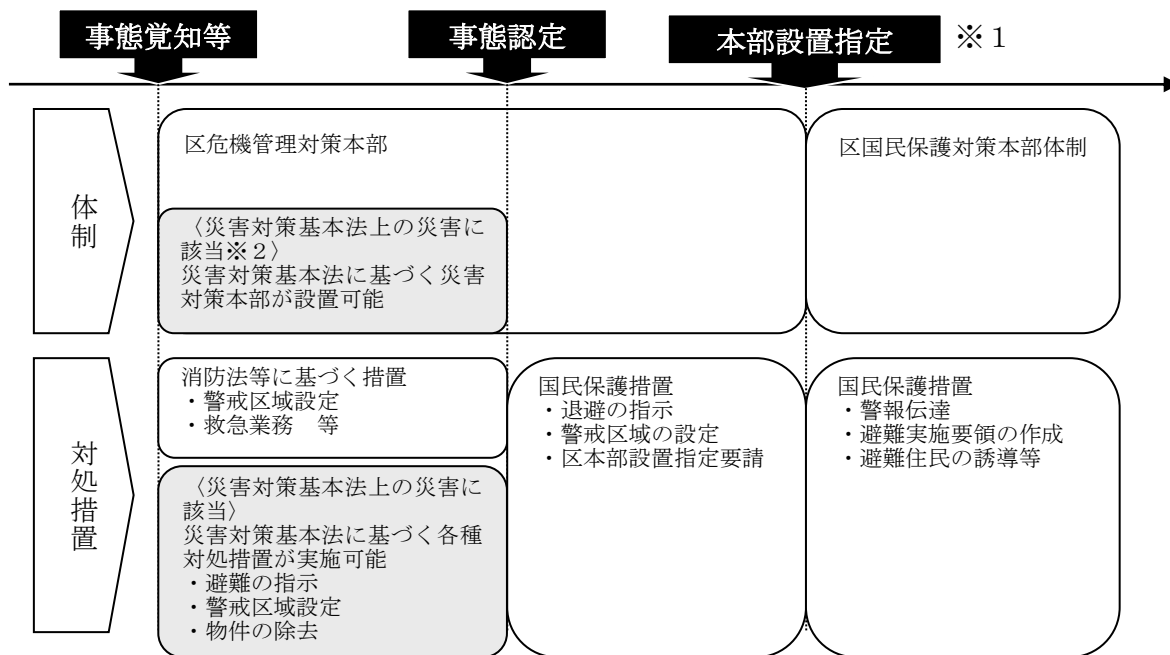 事態覚知等
事態認定
本部設置指定
※1
体制
区危機管理対策本部
〈災害対策基本法上の災害に
該当※2〉
災害対策基本法に基づく災害
対策本部が設置可能
区国民保護対策本部体制
対処措置
消防法等に基づく措置
・警戒区域設定
・救急業務　等
〈災害対策基本法上の災害に
該当〉
災害対策基本法に基づく各種
対処措置が実施可能
・避難の指示
・警戒区域設定
・物件の除去
国民保護措置
・退避の指示
・警戒区域の設定
・区本部設置指定要請
国民保護措置
・警報伝達
・避難実施要領の作成
・避難住民の誘導等